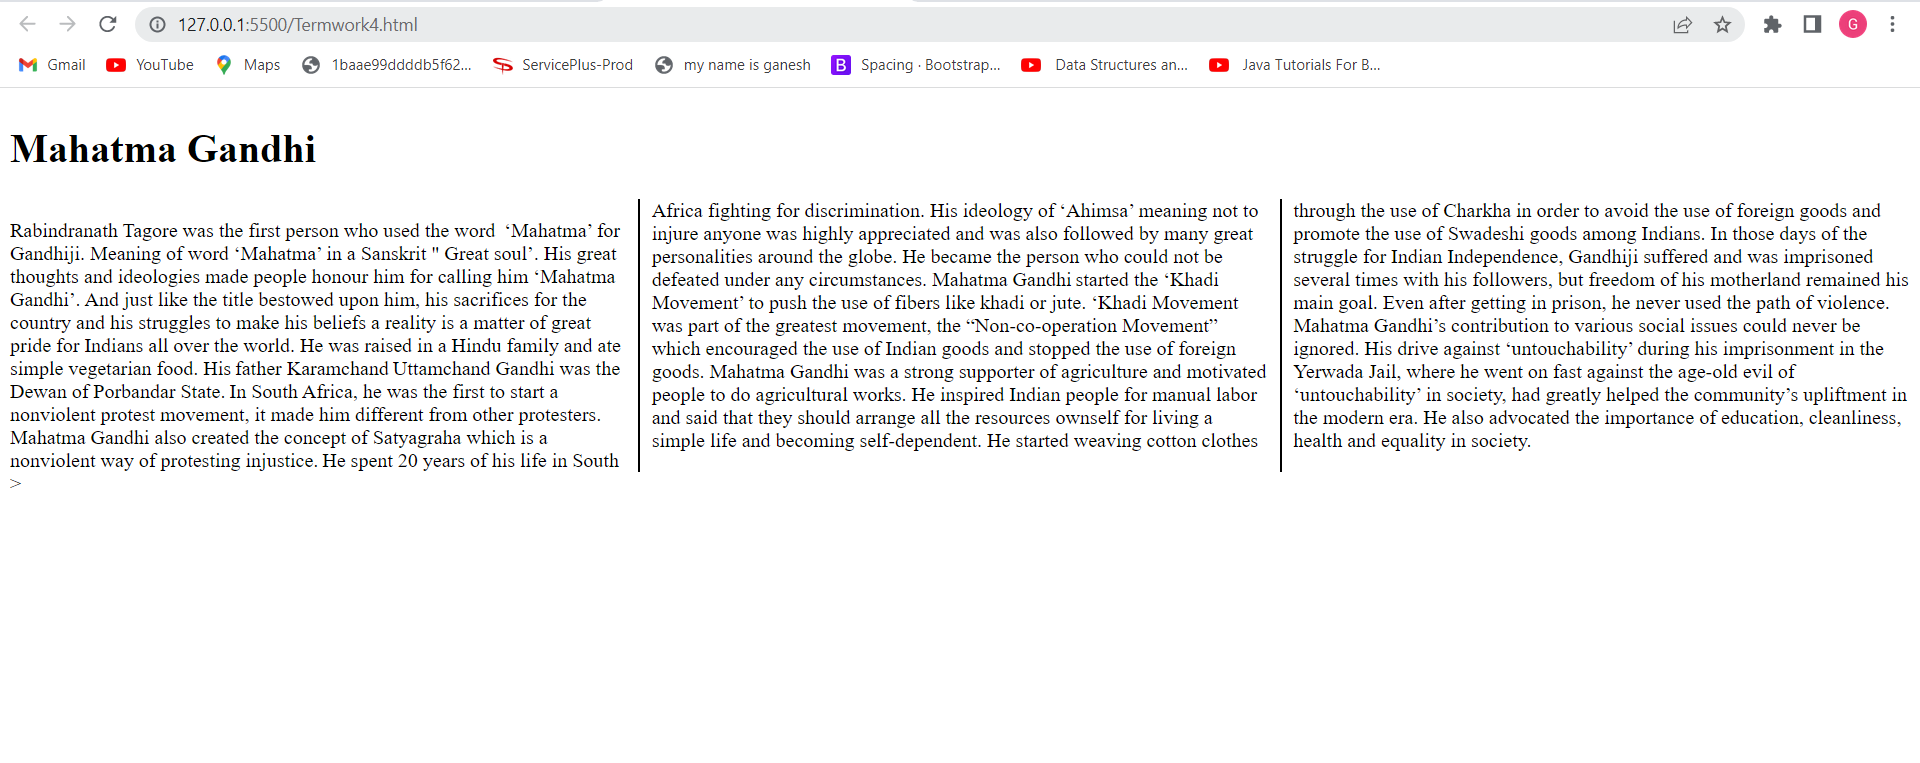 127.0.0.1:5500/Termwork4.html
G
Gmail
YouTube
Maps
1baae99ddddb5f62...
ServicePlus-Prod
my name is ganesh
B
Spacing · Bootstrap...
Data Structures an...
Java Tutorials For B...
Mahatma Gandhi
Rabindranath Tagore was the first person who used the word ‘Mahatma’ for
Gandhiji. Meaning of word ‘Mahatma’ in a Sanskrit " Great soul’. His great
thoughts and ideologies made people honour him for calling him ‘Mahatma
Gandhi’. And just like the title bestowed upon him, his sacrifices for the
country and his struggles to make his beliefs a reality is a matter of great
pride for Indians all over the world. He was raised in a Hindu family and ate
simple vegetarian food. His father Karamchand Uttamchand Gandhi was the
Dewan of Porbandar State. In South Africa, he was the first to start a
nonviolent protest movement, it made him different from other protesters.
Mahatma Gandhi also created the concept of Satyagraha which is a
nonviolent way of protesting injustice. He spent 20 years of his life in South
Africa fighting for discrimination. His ideology of ‘Ahimsa’ meaning not to
injure anyone was highly appreciated and was also followed by many great
personalities around the globe. He became the person who could not be
defeated under any circumstances. Mahatma Gandhi started the ‘Khadi
Movement’ to push the use of fibers like khadi or jute. ‘Khadi Movement
was part of the greatest movement, the “Non-co-operation Movement”
which encouraged the use of Indian goods and stopped the use of foreign
goods. Mahatma Gandhi was a strong supporter of agriculture and motivated
people to do agricultural works. He inspired Indian people for manual labor
and said that they should arrange all the resources ownself for living a
simple life and becoming self-dependent. He started weaving cotton clothes
through the use of Charkha in order to avoid the use of foreign goods and
promote the use of Swadeshi goods among Indians. In those days of the
struggle for Indian Independence, Gandhiji suffered and was imprisoned
several times with his followers, but freedom of his motherland remained his
main goal. Even after getting in prison, he never used the path of violence.
Mahatma Gandhi’s contribution to various social issues could never be
ignored. His drive against ‘untouchability’ during his imprisonment in the
Yerwada Jail, where he went on fast against the age-old evil of
‘untouchability’ in society, had greatly helped the community’s upliftment in
the modern era. He also advocated the importance of education, cleanliness,
health and equality in society.
>